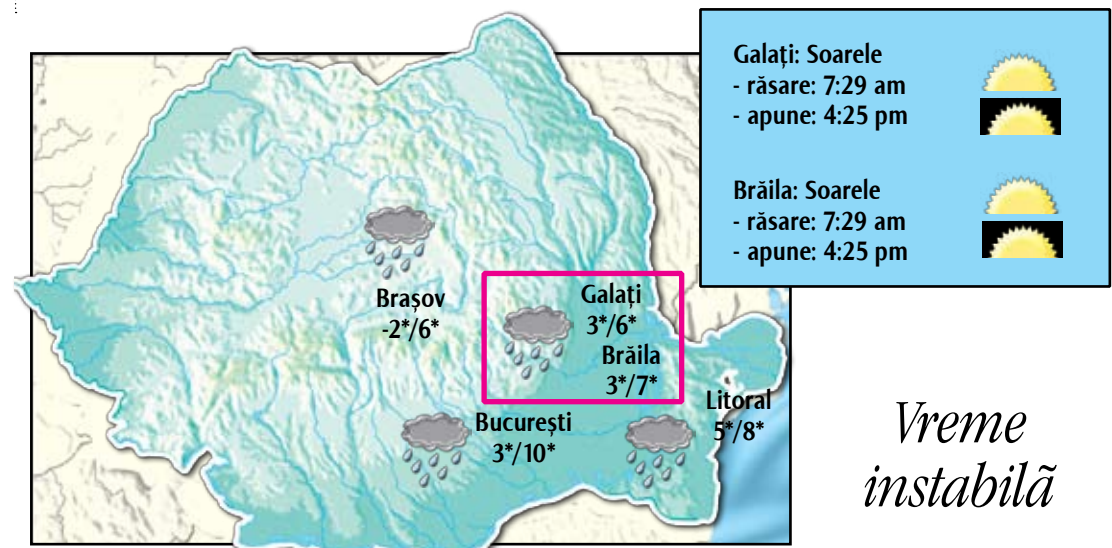 Galați: Soarele
- răsare: 7:29 am
- apune: 4:25 pm
Brăila: Soarele
- răsare: 7:29 am
- apune: 4:25 pm
Brașov
-2*/6*
Galați
3*/6*
Brăila
3*/7*
Litoral
5*/8*
București
3*/10*
Vreme
instabilã